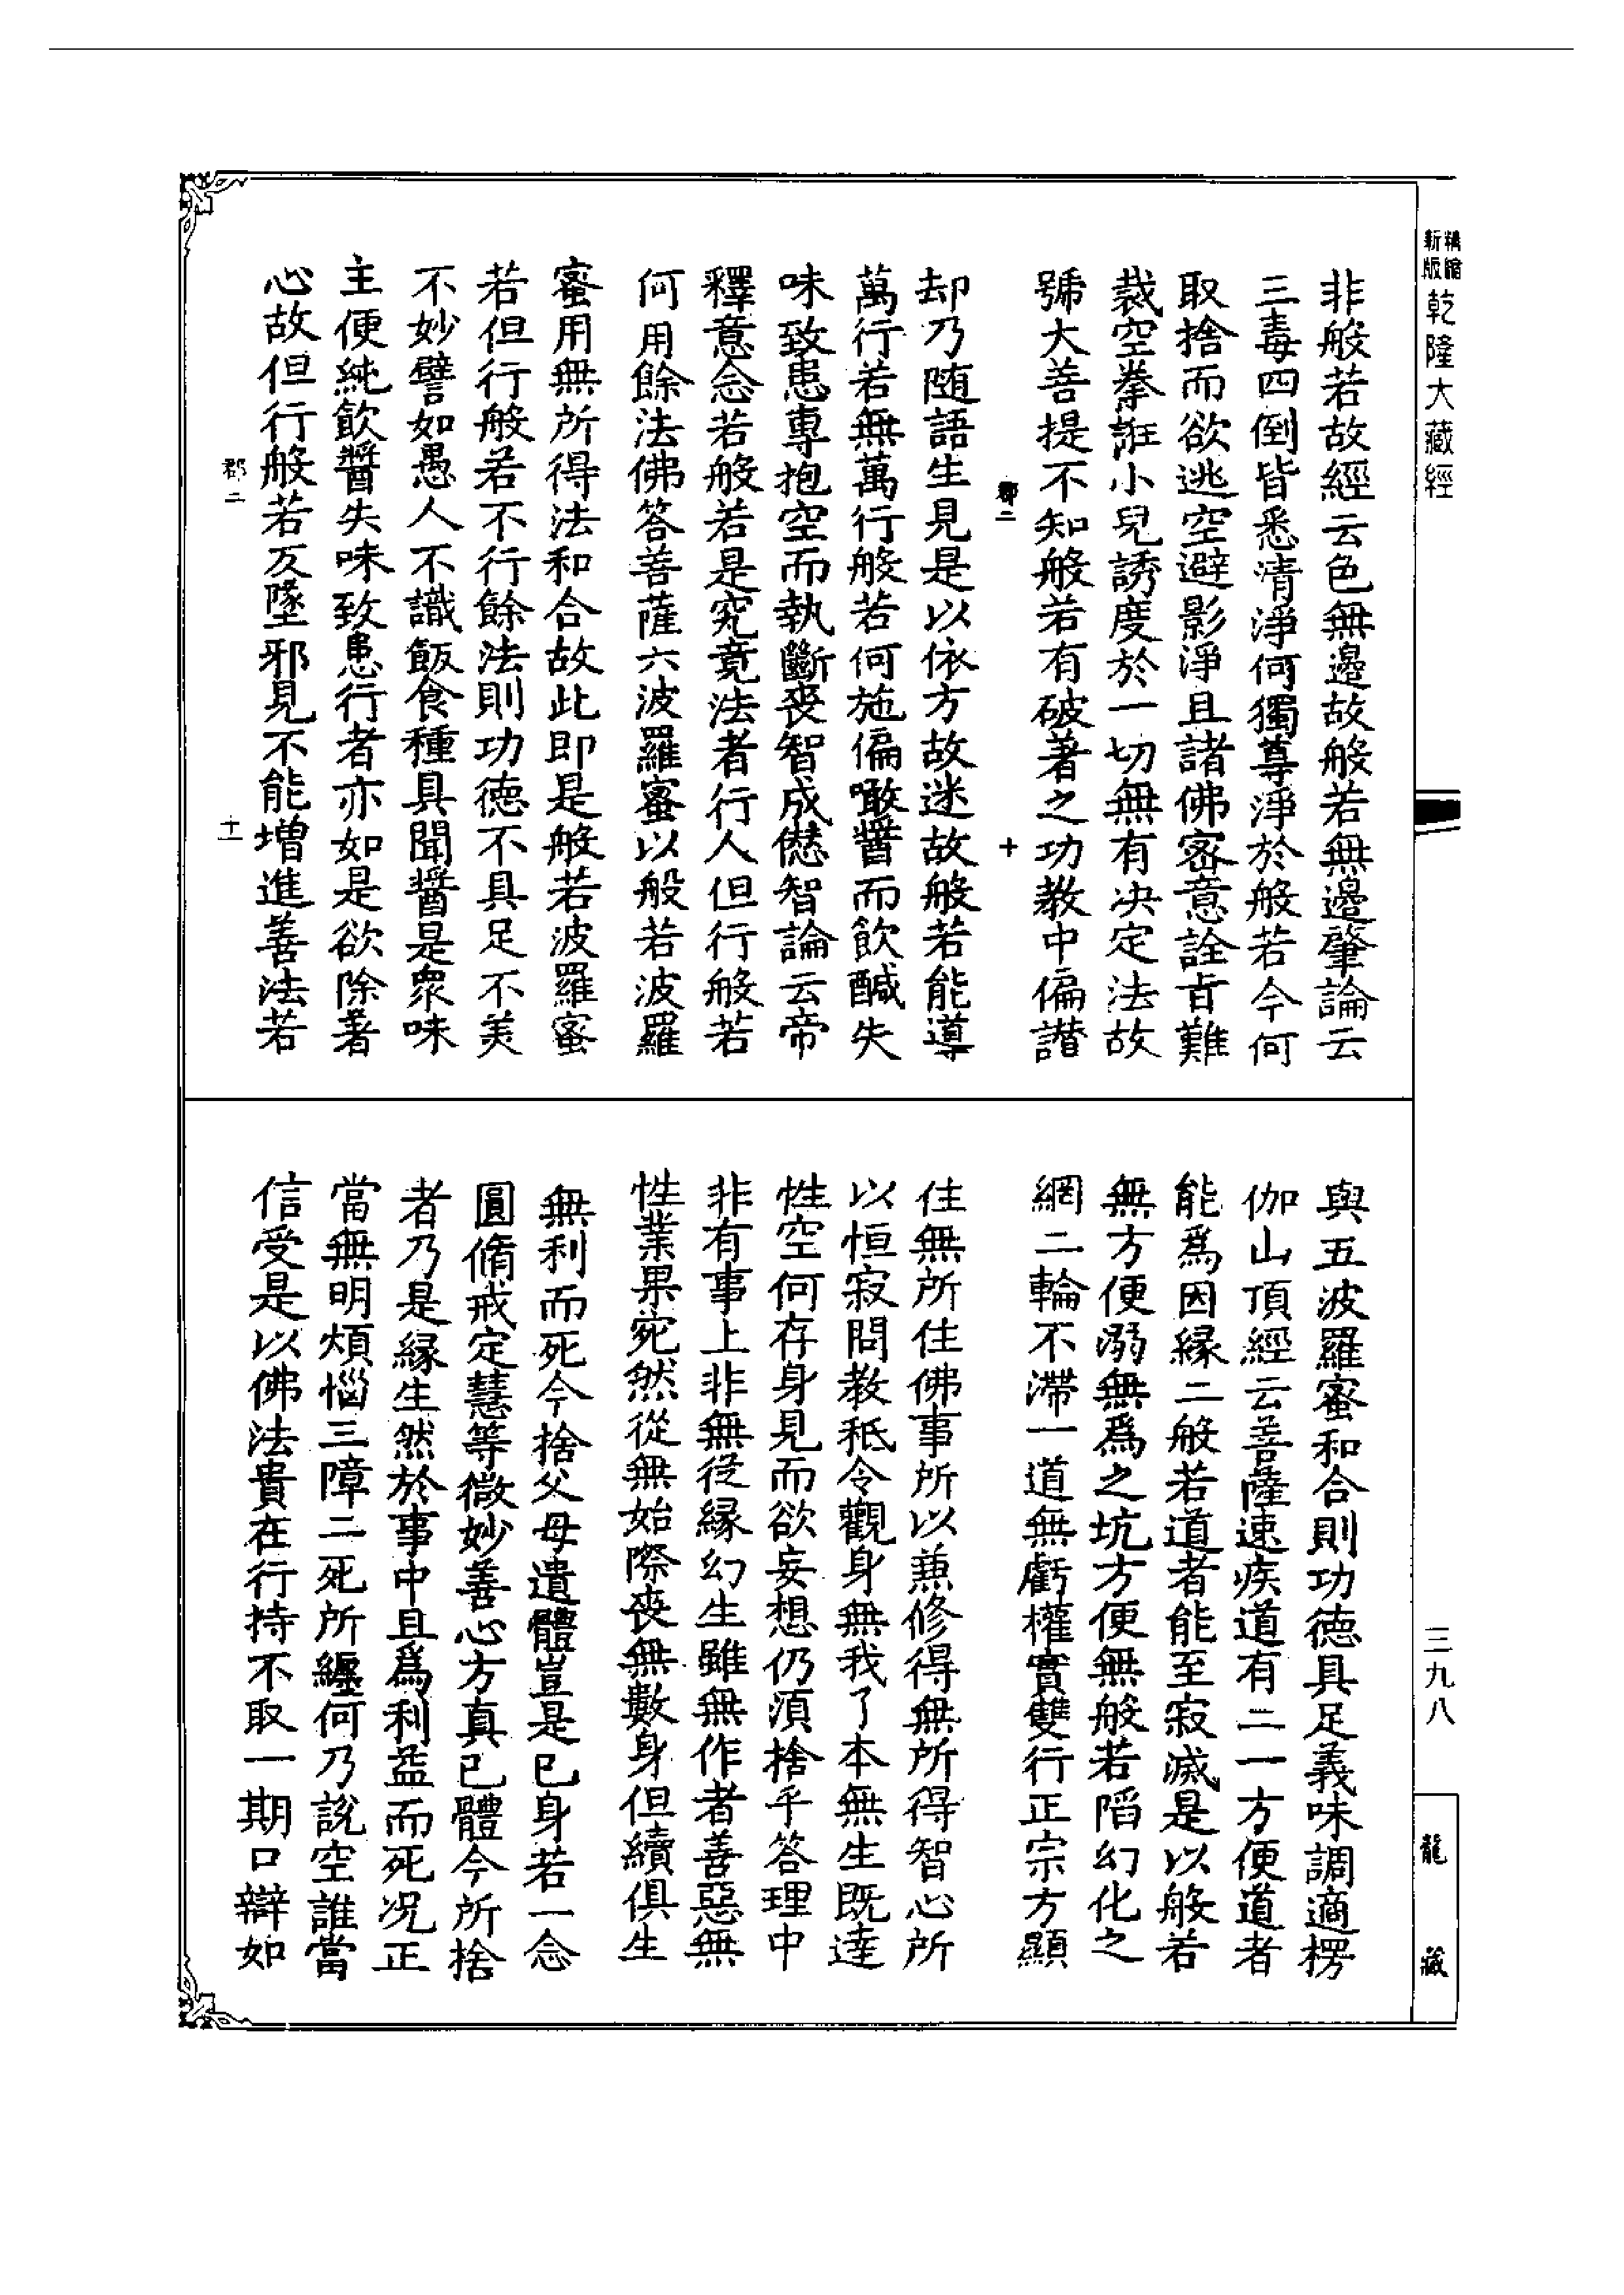 精縮新版乾隆大藏經
非般若故經云色無邊故般若無邊肇論云
三毒四倒皆悉清淨何獨尊淨於般若今何
取捨而欲逃空避影淨且諸佛密意詮旨難
裁空拳誑小兒誘度於一切無有决定法故
號大菩提不知般若有破著之功教中偏讃
郡二
十
却乃随語生見是以依方故迷故般若能導
萬行若無萬行般若何施偏噉醬而飲鹹失
味致患專抱空而執斷丧智成愆智論云帝
釋意念若般若是究竟法者行人但行般若
何用餘法佛答菩薩六波羅蜜以般若波羅
蜜用無所得法和合故此即是般若波羅蜜
若但行般若不行餘法則功徳不具足不美
不妙譬如愚人不識飯食種具聞醬是衆味
主便純飲醬失味致患行者亦如是欲除著
心故但行般若反墜邪見不能增進善法若
郡二
十一
與五波羅蜜和合則功徳具足義味調適楞
伽山頂經云菩薩速疾道有二一方便道者
能爲因縁二般若道者能至寂滅是以般若
無方便溺無爲之坑方便無般若陷幻化之
網二輪不滯一道無虧權實雙行正宗方顯
住無所住佛事所以兼修得無所得智心所
以恒寂問教秖令觀身無我了本無生既達
性空何存身見而欲妄想仍湏捨乎答理中
非有事上非無從縁幻生雖無作者善惡無
性業果宛然從無始際丧無數身但續俱生
無利而死今捨父母遺體豈是已身若一念
圓脩戒定慧等微妙善心方真已體今所捨
者乃是縁生然於事中且爲利益而死况正
當無明煩惱三障二死所纒何乃說空誰當
信受是以佛法貴在行持不取一期口辯如
三九八
龍藏